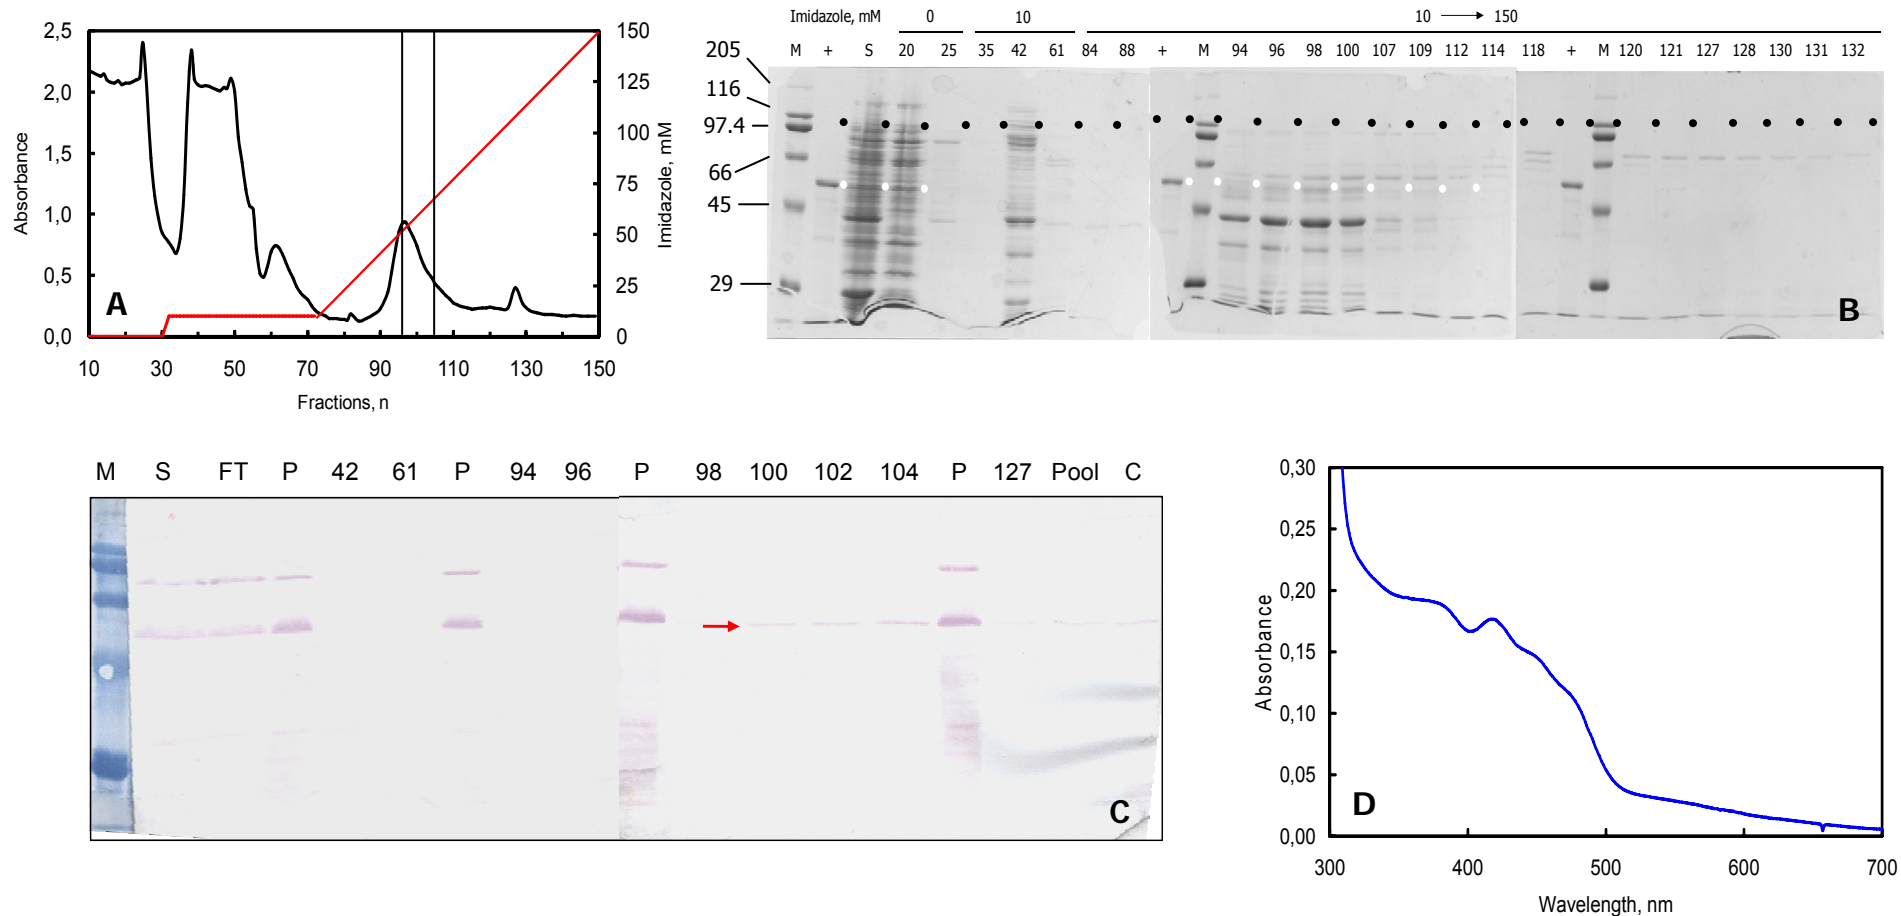 2,5
2,0
1,5
1,0
0,5
0,0
Absorbance
150
125
100
75
50
25
0
Imidazole, mM
10 30 50 70 90 110 130 150
Fractions, n
A
Imidazole, mM 0 10 10 150
M + S 20 25 35 42 61 84 88 + M 94 96 98 100 107 109 112 114 118 + M 120 121 127 128 130 131 132
205
116
97.4
66
45
29
B
M S FT P 42 61 P 94 96 P 98 100 102 104 P 127 Pool C
C
0,30
0,25
0,20
0,15
0,10
0,05
0,00
Absorbance
300 400 500 600 700
Wavelength, nm
D